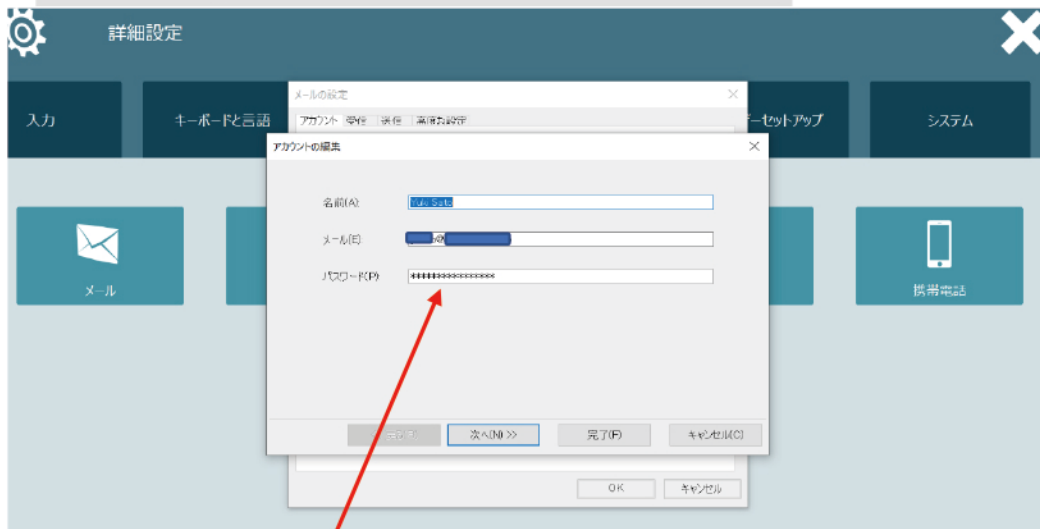 詳細設定
入力
キーボードと言語
ーセットアップ
システム
メールの設定
アカウント 受信 送信 高度な設定
アカウントの編集
名前(A):
Yuki Sato
メール(E):
パスワード(P):
****************
次へ(N) >>
完了(F)
キャンセル(C)
OK
キャンセル
メール
携帯電話